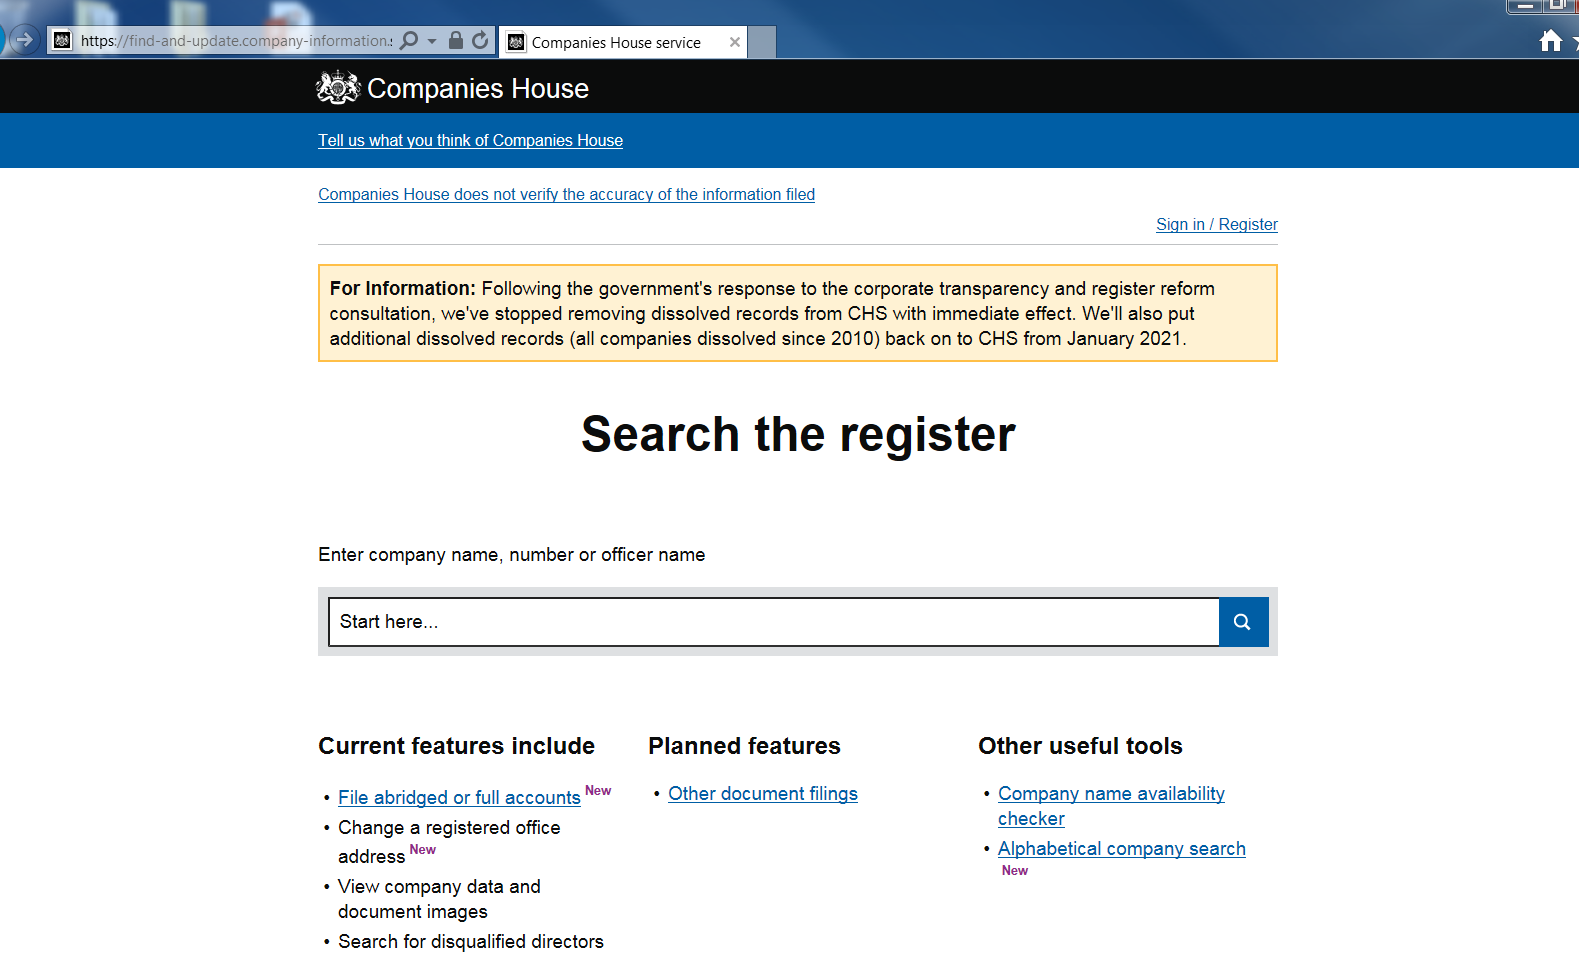 https://find-and-update.company-information.
Companies House service
Companies House
Tell us what you think of Companies House
Companies House does not verify the accuracy of the information filed
Sign in / Register
For Information: Following the government's response to the corporate transparency and register reform
consultation, we've stopped removing dissolved records from CHS with immediate effect. We'll also put
additional dissolved records (all companies dissolved since 2010) back on to CHS from January 2021.
Search the register
Enter company name, number or officer name
Start here...
Current features include
• File abridged or full accounts New
• Change a registered office
address New
• View company data and
document images
• Search for disqualified directors
Planned features
• Other document filings
Other useful tools
• Company name availability
checker
• Alphabetical company search
New